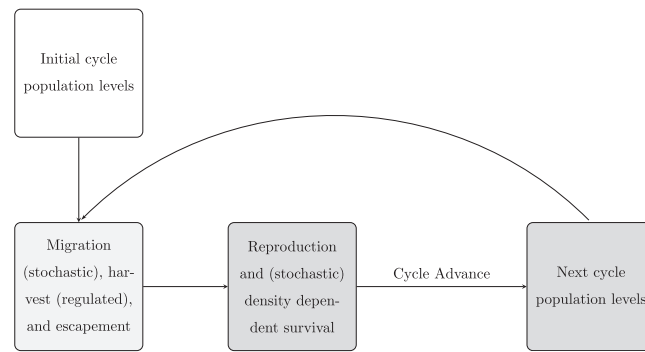 Initial cycle
population levels
Migration
(stochastic), har-
vest (regulated),
and escapement
Reproduction
and (stochastic)
density depen-
dent survival
Cycle Advance
Next cycle
population levels